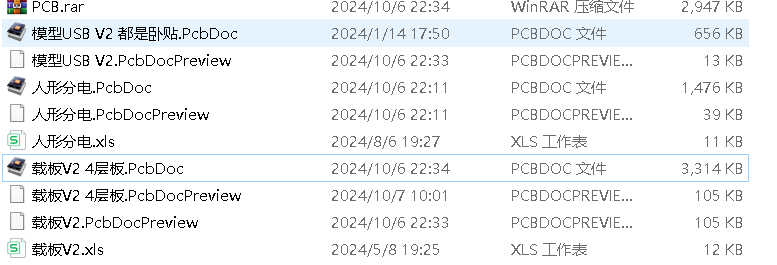 PCB.rar 2024/10/6 22:34 WinRAR 压缩文件 2,947 KB
模型USB V2 都是卧贴.PcbDoc 2024/1/14 17:50 PCBDOC 文件 656 KB
模型USB V2.PcbDocPreview 2024/10/6 22:33 PCBDOCPREVIE... 13 KB
人形分电.PcbDoc 2024/10/6 22:11 PCBDOC 文件 1,476 KB
人形分电.PcbDocPreview 2024/10/6 22:11 PCBDOCPREVIE... 39 KB
人形分电.xls 2024/8/6 19:27 XLS 工作表 11 KB
载板V2 4层板.PcbDoc 2024/10/6 22:34 PCBDOC 文件 3,314 KB
载板V2 4层板.PcbDocPreview 2024/10/7 10:01 PCBDOCPREVIE... 105 KB
载板V2.PcbDocPreview 2024/10/6 22:33 PCBDOCPREVIE... 105 KB
载板V2.xls 2024/5/8 19:25 XLS 工作表 12 KB